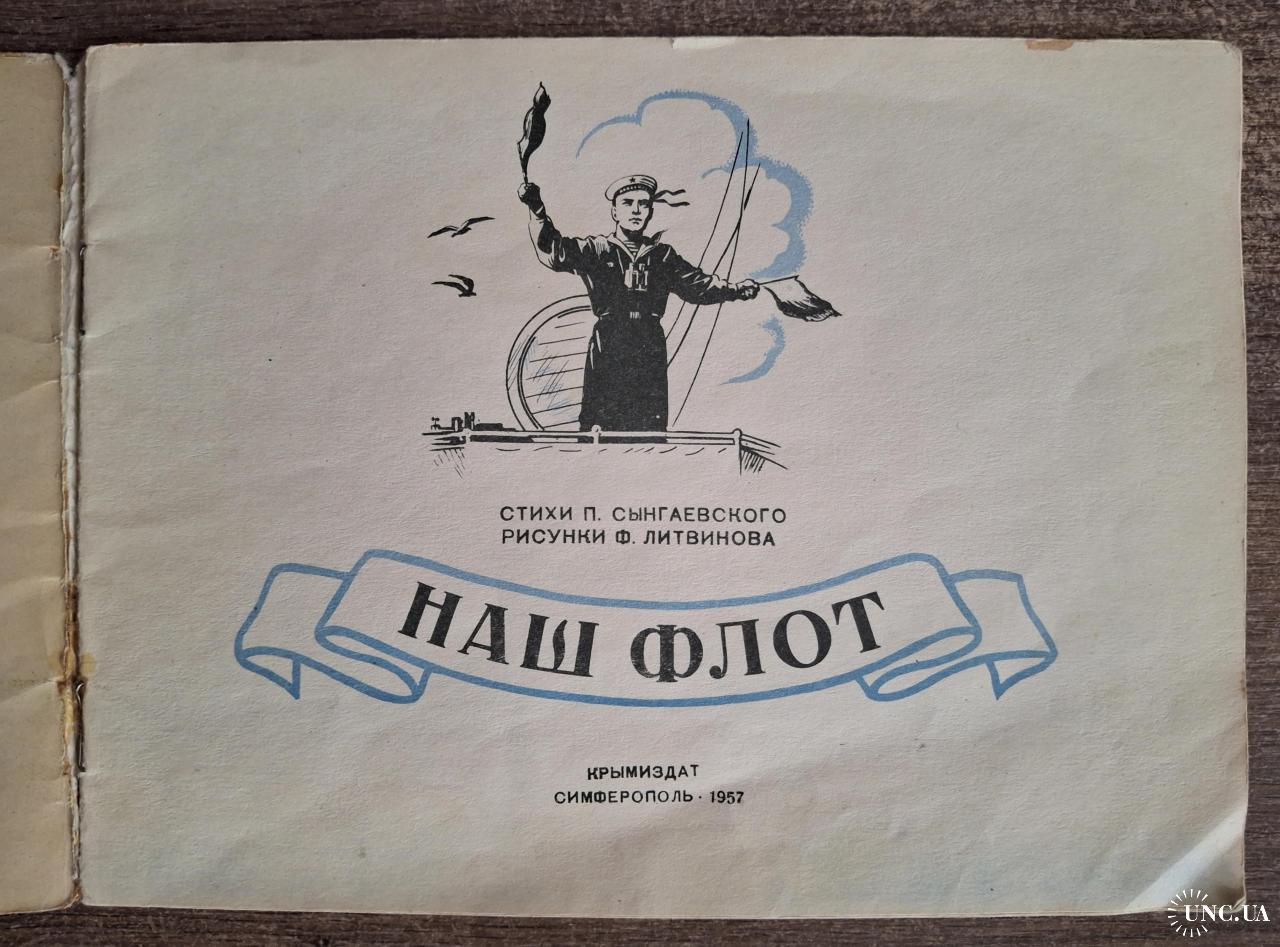 СТИХИ П. СЫНГАЕВСКОГО
РИСУНКИ Ф. ЛИТВИНОВА
НАШ ФЛОТ
КРЫМИЗДАТ
СИМФЕРОПОЛЬ · 1957
UNC.UA